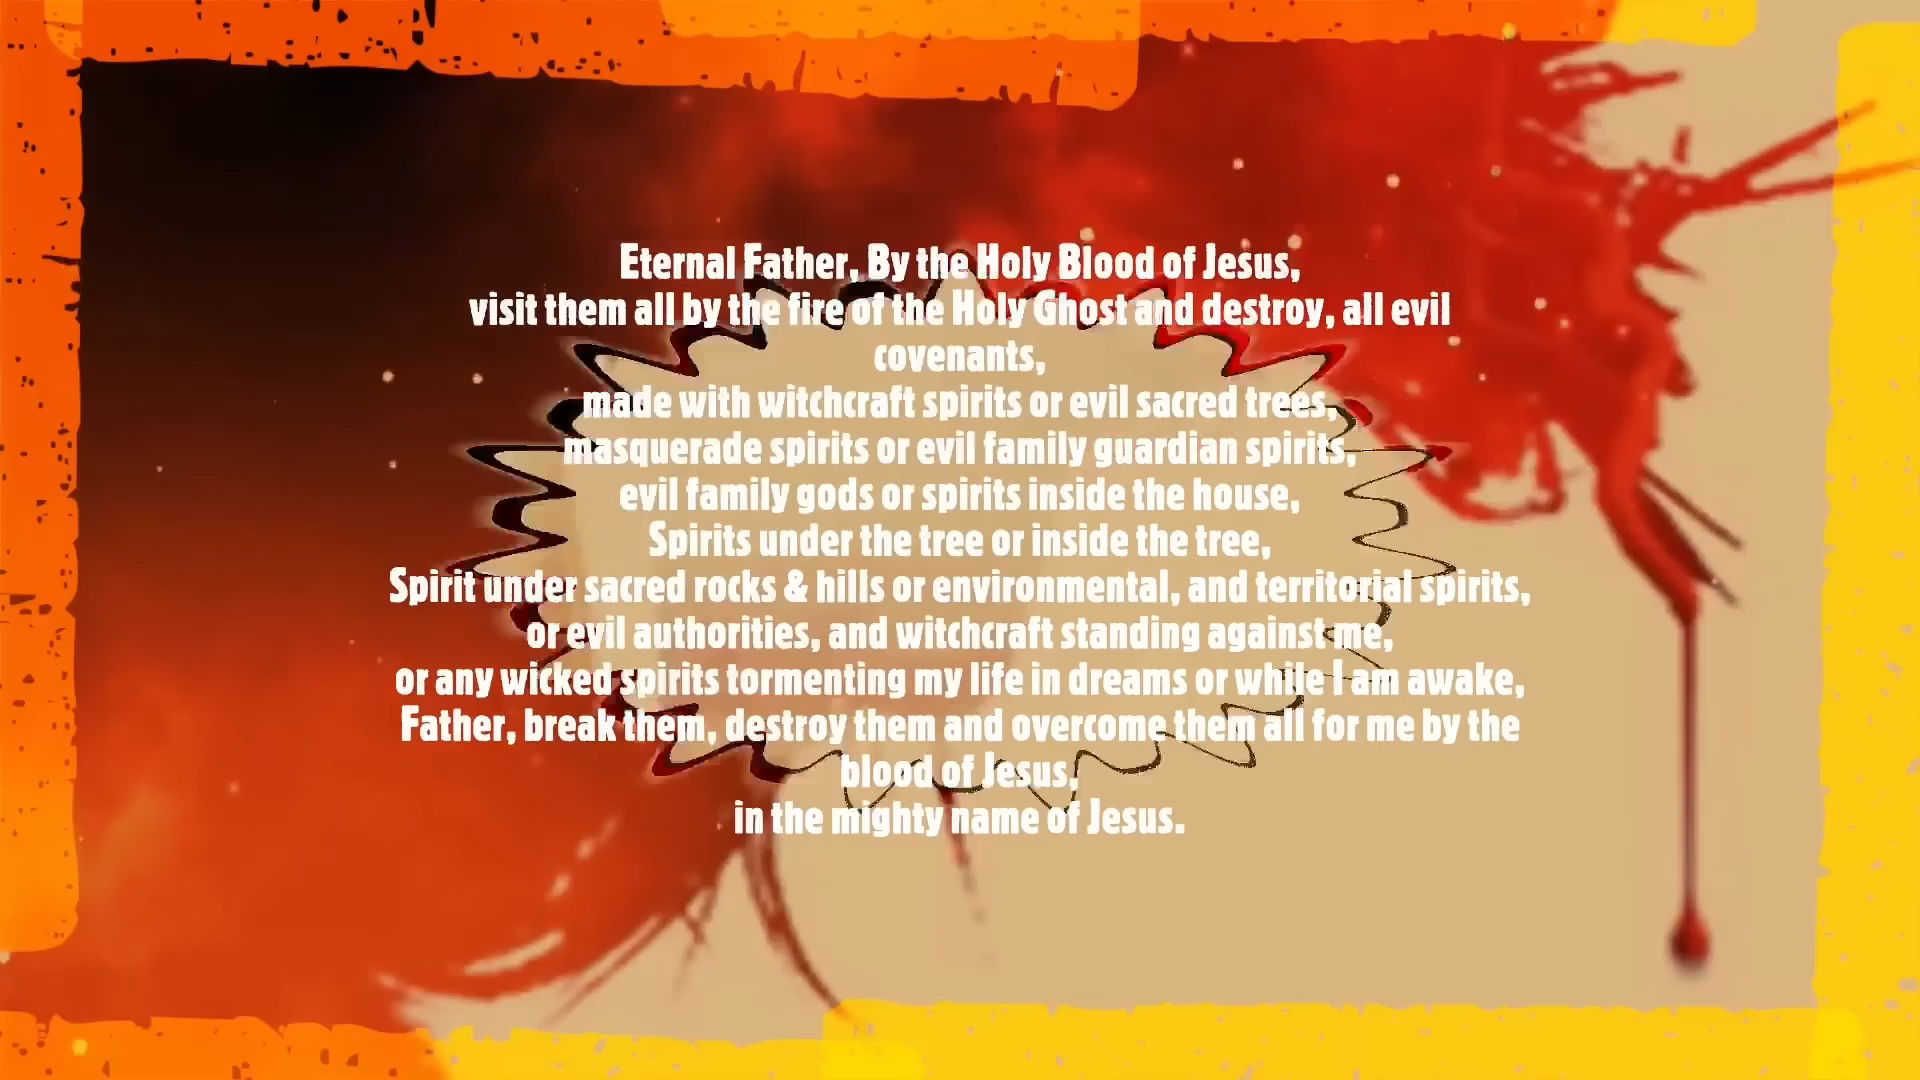 Eternal Father, By the Holy Blood of Jesus,
visit them all by the fire of the Holy Ghost and destroy, all evil
covenants,
made with witchcraft spirits or evil sacred trees,
masquerade spirits or evil family guardian spirits,
evil family gods or spirits inside the house,
Spirits under the tree or inside the tree,
Spirit under sacred rocks & hills or environmental, and territorial spirits,
or evil authorities, and witchcraft standing against me,
or any wicked spirits tormenting my life in dreams or while I am awake,
Father, break them, destroy them and overcome them all for me by the
blood of Jesus,
in the mighty name of Jesus.